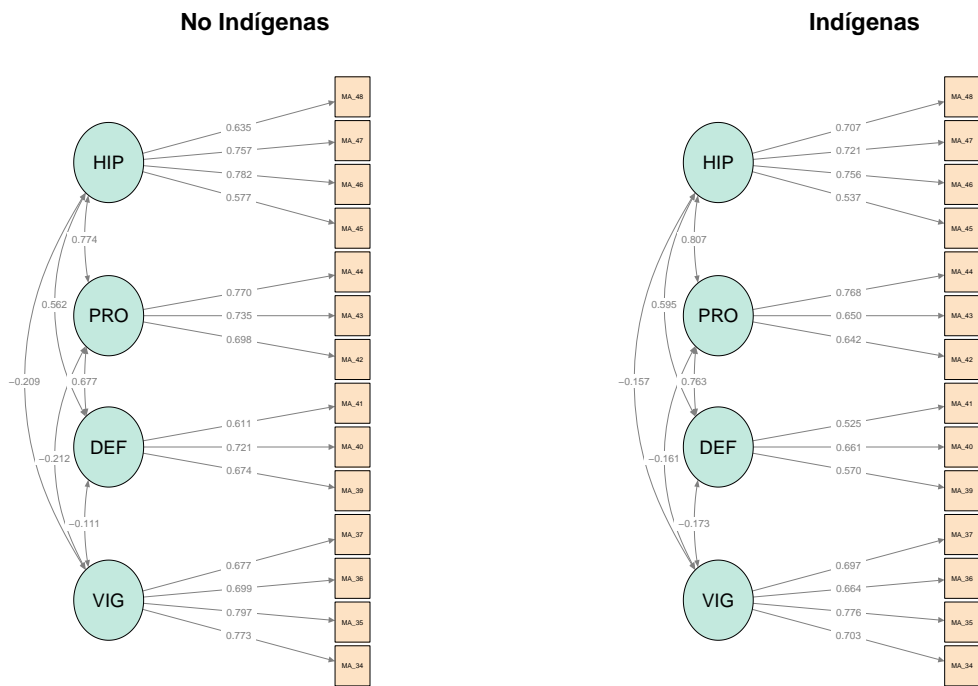 No Indígenas
HIP
PRO
DEF
VIG
MA_48
MA_47
MA_46
MA_45
MA_44
MA_43
MA_42
MA_41
MA_40
MA_39
MA_37
MA_36
MA_35
MA_34
0.635
0.757
0.782
0.577
0.770
0.735
0.698
0.611
0.721
0.674
0.677
0.699
0.797
0.773
0.774
0.562
0.677
−0.209
−0.212
−0.111
Indígenas
HIP
PRO
DEF
VIG
MA_48
MA_47
MA_46
MA_45
MA_44
MA_43
MA_42
MA_41
MA_40
MA_39
MA_37
MA_36
MA_35
MA_34
0.707
0.721
0.756
0.537
0.768
0.650
0.642
0.525
0.661
0.570
0.697
0.664
0.776
0.703
0.807
0.595
0.763
−0.157
−0.161
−0.173